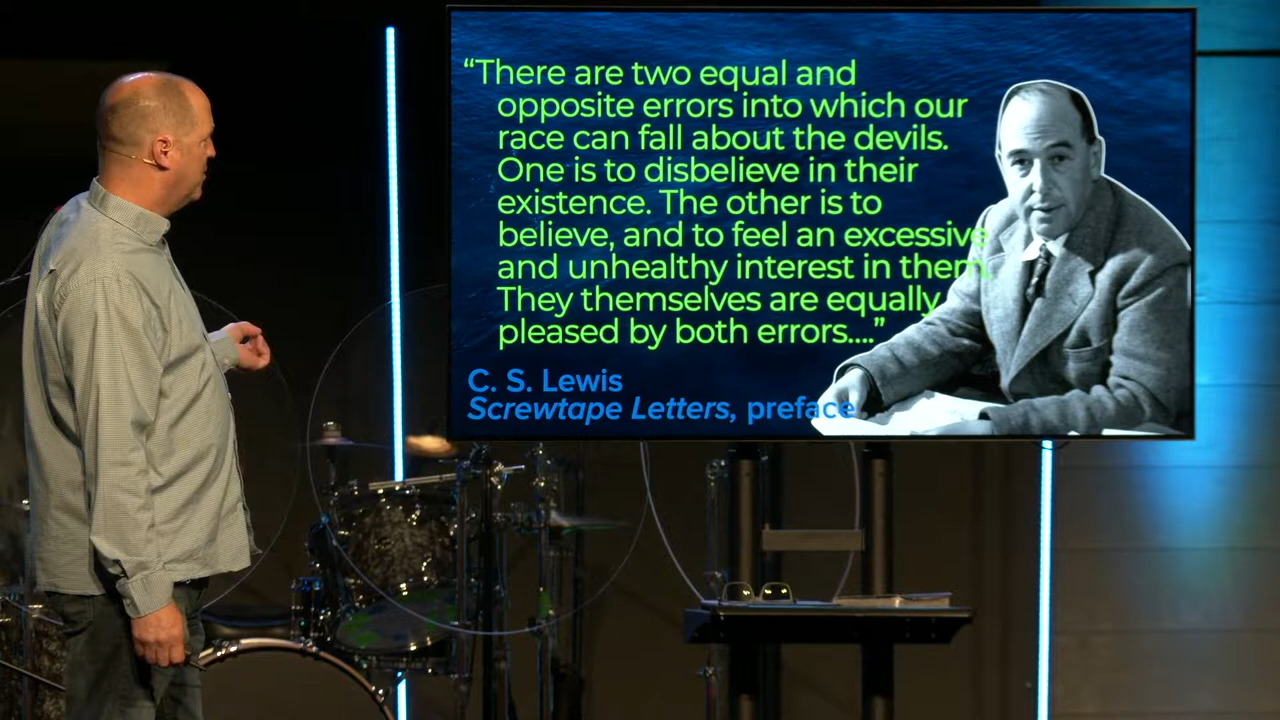 “There are two equal and
opposite errors into which our
race can fall about the devils.
One is to disbelieve in their
existence. The other is to
believe, and to feel an excessive
and unhealthy interest in them.
They themselves are equally
pleased by both errors....”
C. S. Lewis
Screwtape Letters, preface